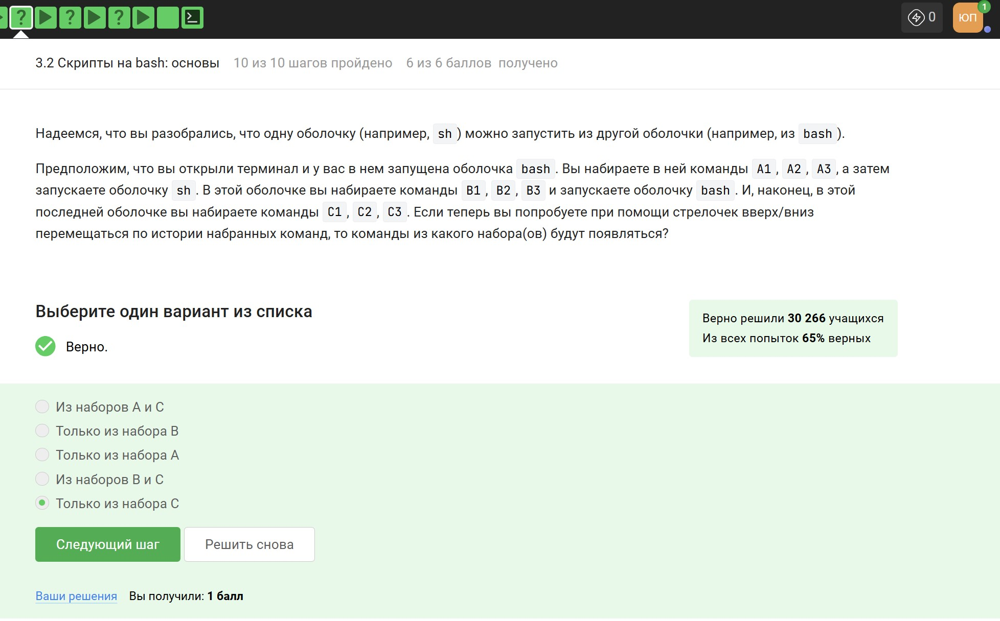 ? ? ?
0
ЮП
1
3.2 Скрипты на bash: основы 10 из 10 шагов пройдено 6 из 6 баллов получено
Надеемся, что вы разобрались, что одну оболочку (например, sh) можно запустить из другой оболочки (например, из bash).
Предположим, что вы открыли терминал и у вас в нем запущена оболочка bash. Вы набираете в ней команды A1, A2, A3, а затем
запускаете оболочку sh. В этой оболочке вы набираете команды B1, B2, B3 и запускаете оболочку bash. И, наконец, в этой
последней оболочке вы набираете команды C1, C2, C3. Если теперь вы попробуете при помощи стрелочек вверх/вниз
перемещаться по истории набранных команд, то команды из какого набора(ов) будут появляться?
Выберите один вариант из списка
Верно.
Верно решили 30 266 учащихся
Из всех попыток 65% верных
Из наборов A и C
Только из набора B
Только из набора A
Из наборов B и C
Только из набора C
Следующий шаг
Решить снова
Ваши решения Вы получили: 1 балл